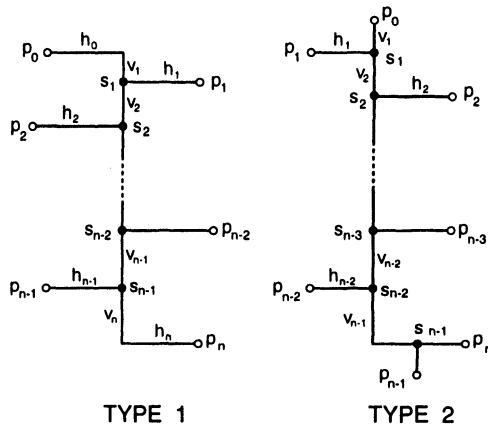 p₀ h₀ v₁ s₁ h₁ p₁
p₂ h₂ v₂ s₂
sₙ₋₂ pₙ₋₂
vₙ₋₁
pₙ₋₁ hₙ₋₁ sₙ₋₁
vₙ hₙ pₙ
TYPE 1
p₀
p₁ h₁ v₁ s₁
v₂ s₂ h₂ p₂
sₙ₋₃ pₙ₋₃
vₙ₋₂
pₙ₋₂ hₙ₋₂ sₙ₋₂
vₙ₋₁ sₙ₋₁ pₙ
pₙ₋₁
TYPE 2